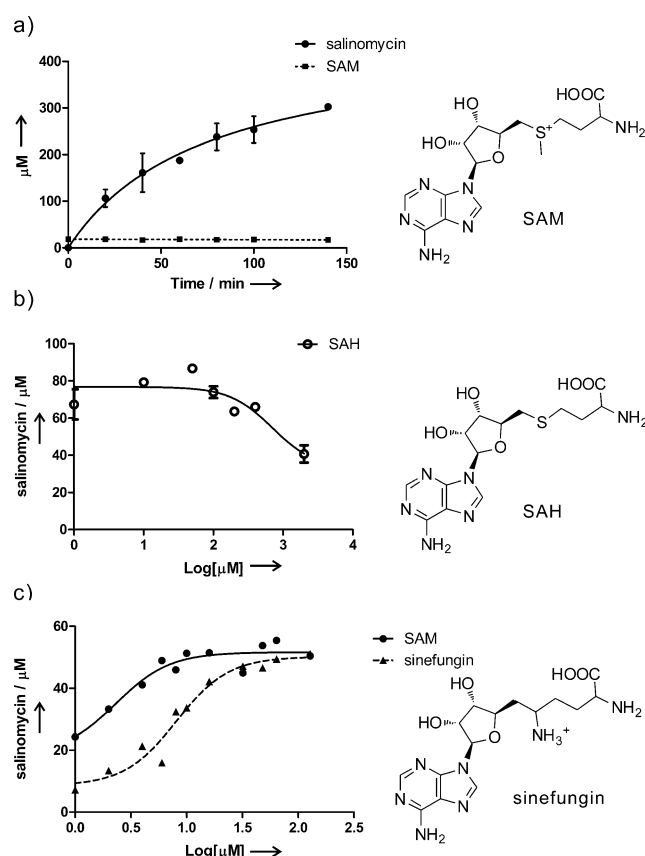 a)
salinomycin
SAM
400
300
200
100
0
μM
0 50 100 150
Time / min
HOOC
HO
HO
S+
NH2
O
N
N
N
N
NH2
SAM
b)
SAH
100
80
60
40
20
0
salinomycin / μM
0 1 2 3 4
Log[μM]
HOOC
HO
HO
S
NH2
O
N
N
N
N
NH2
SAH
c)
SAM
sinefungin
60
40
20
0
salinomycin / μM
0.0 0.5 1.0 1.5 2.0 2.5
Log[μM]
HOOC
HO
HO
NH2
NH3+
O
N
N
N
N
NH2
sinefungin